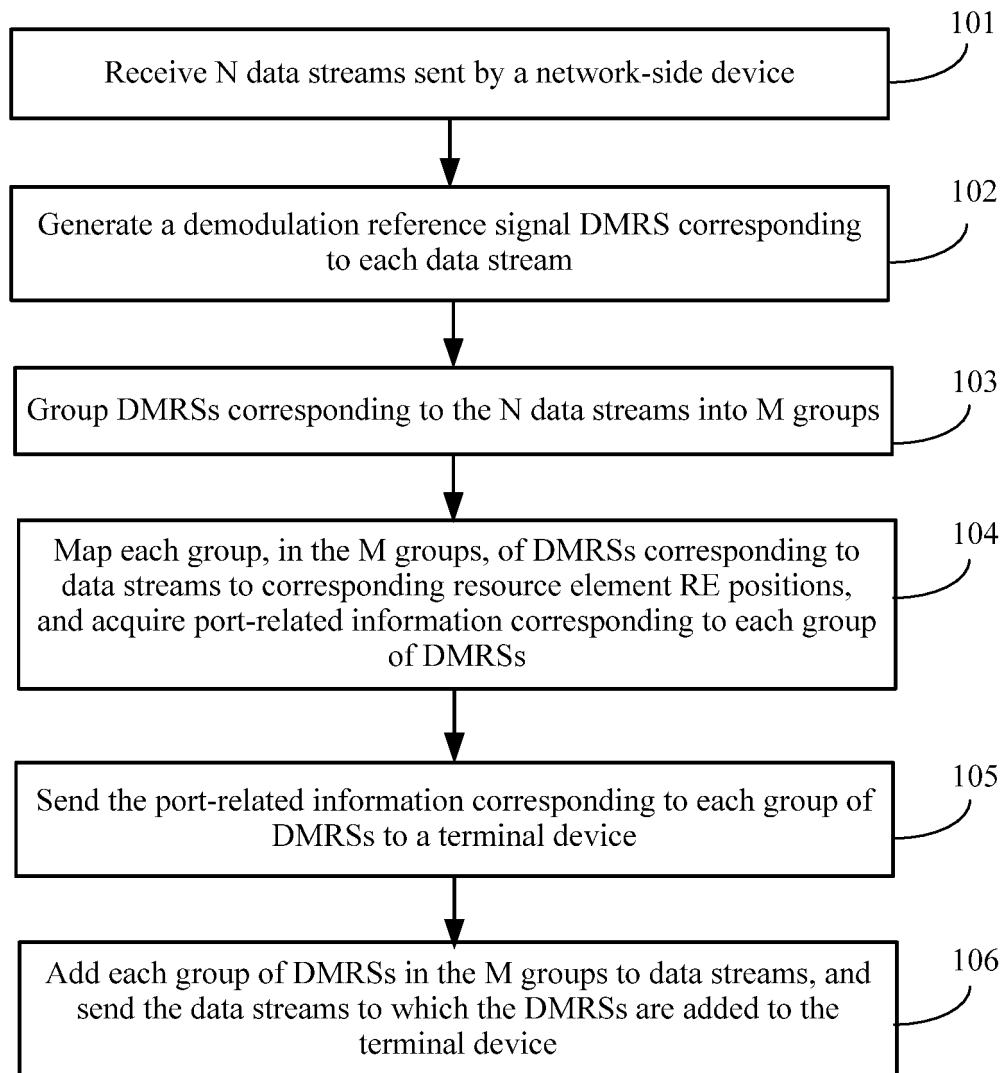 101
Receive N data streams sent by a network-side device
102
Generate a demodulation reference signal DMRS corresponding
to each data stream
103
Group DMRSs corresponding to the N data streams into M groups
104
Map each group, in the M groups, of DMRSs corresponding to
data streams to corresponding resource element RE positions,
and acquire port-related information corresponding to each group
of DMRSs
105
Send the port-related information corresponding to each group of
DMRSs to a terminal device
106
Add each group of DMRSs in the M groups to data streams, and
send the data streams to which the DMRSs are added to the
terminal device